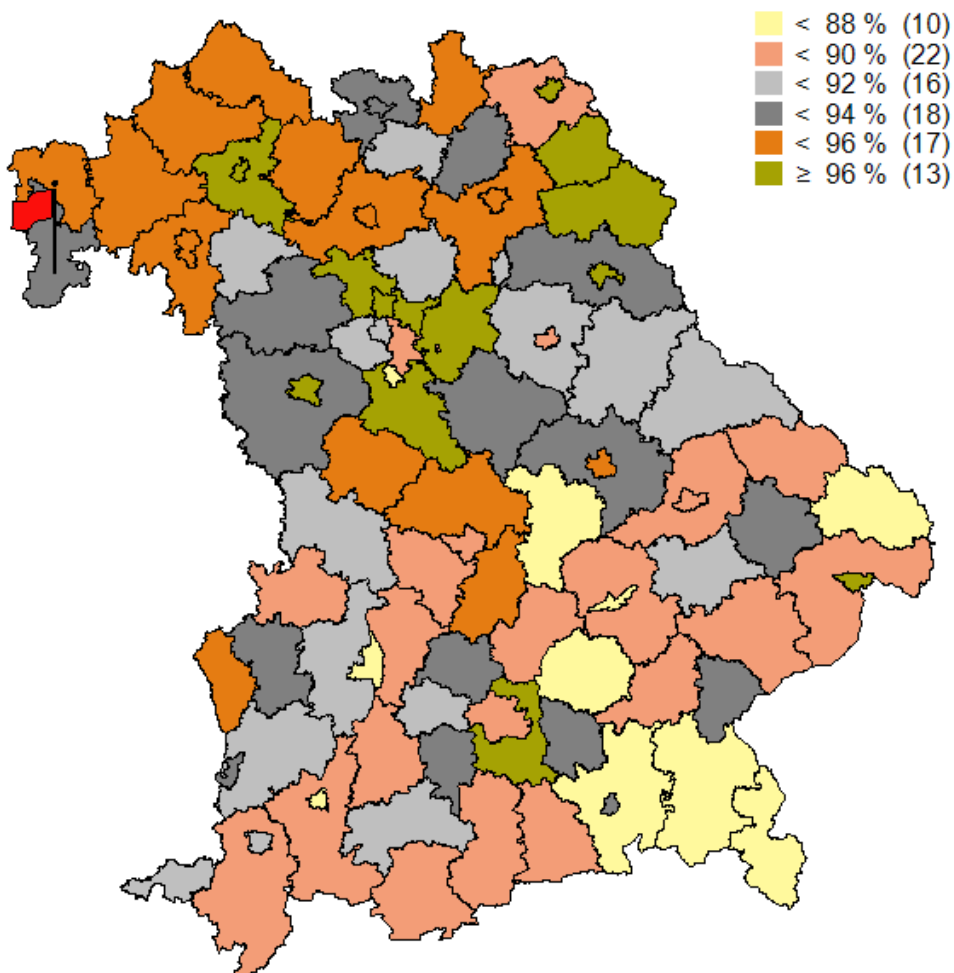 < 88 % (10)
< 90 % (22)
< 92 % (16)
< 94 % (18)
< 96 % (17)
≥ 96 % (13)